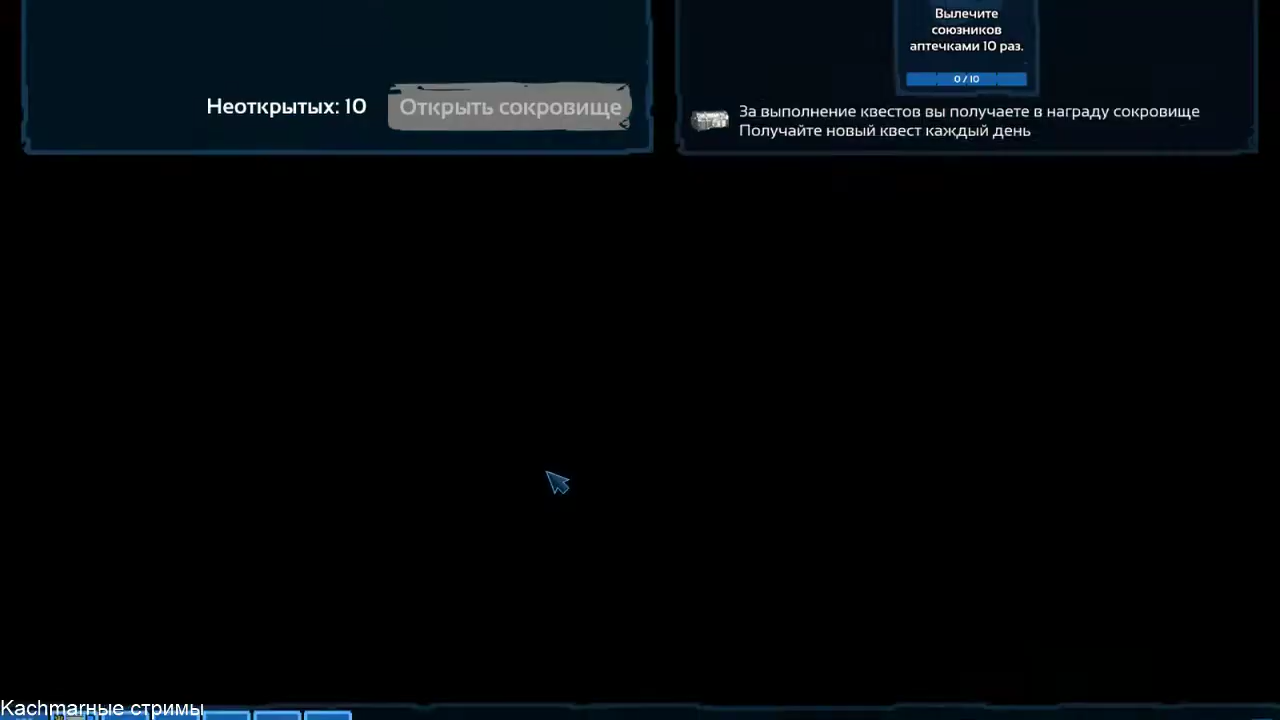 Неоткрытых: 10
Открыть сокровище
Вылечите
союзников
аптечками 10 раз.
0 / 10
За выполнение квестов вы получаете в награду сокровище
Получайте новый квест каждый день
Kachmarные стримы